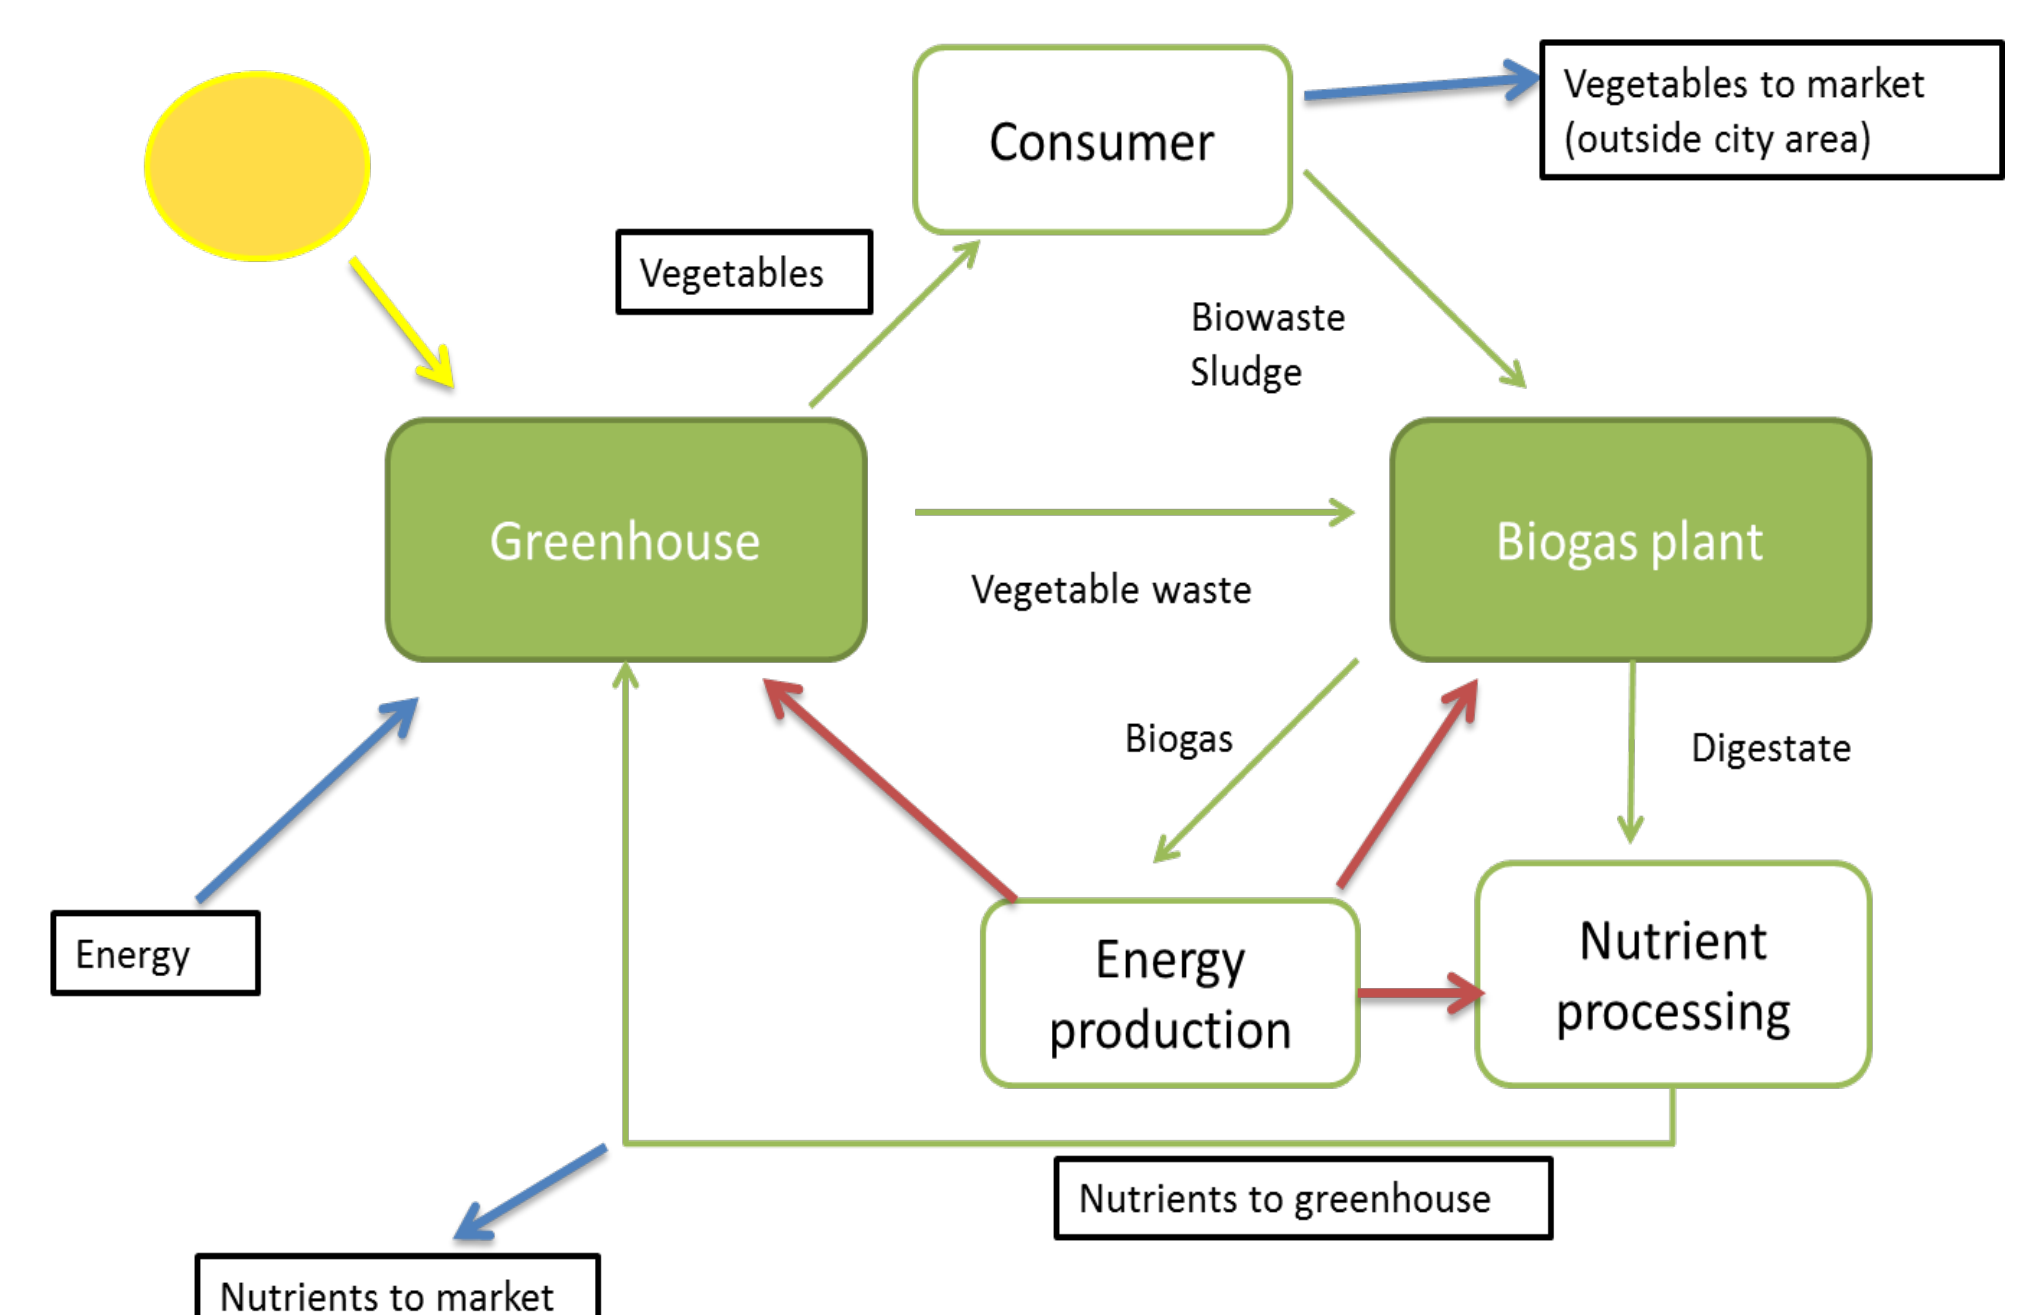 Consumer
Vegetables to market
(outside city area)
Vegetables
Biowaste
Sludge
Greenhouse
Biogas plant
Vegetable waste
Biogas
Digestate
Energy
Energy
production
Nutrient
processing
Nutrients to greenhouse
Nutrients to market